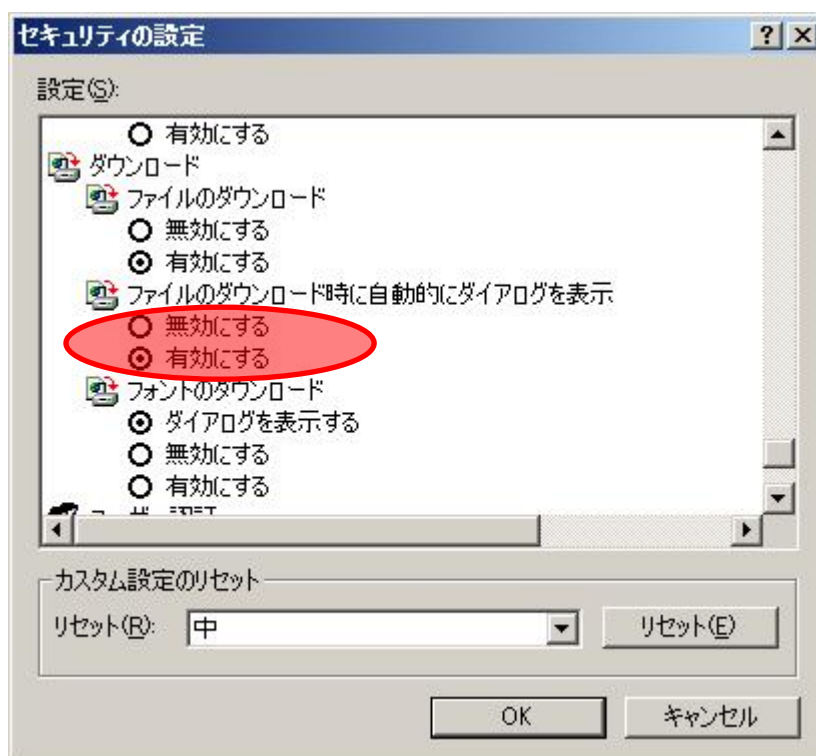 セキュリティの設定
設定(S):
有効にする
ダウンロード
ファイルのダウンロード
無効にする
有効にする
ファイルのダウンロード時に自動的にダイアログを表示
無効にする
有効にする
フォントのダウンロード
ダイアログを表示する
無効にする
有効にする
カスタム設定のリセット
リセット(R): 中 リセット(E)
OK キャンセル